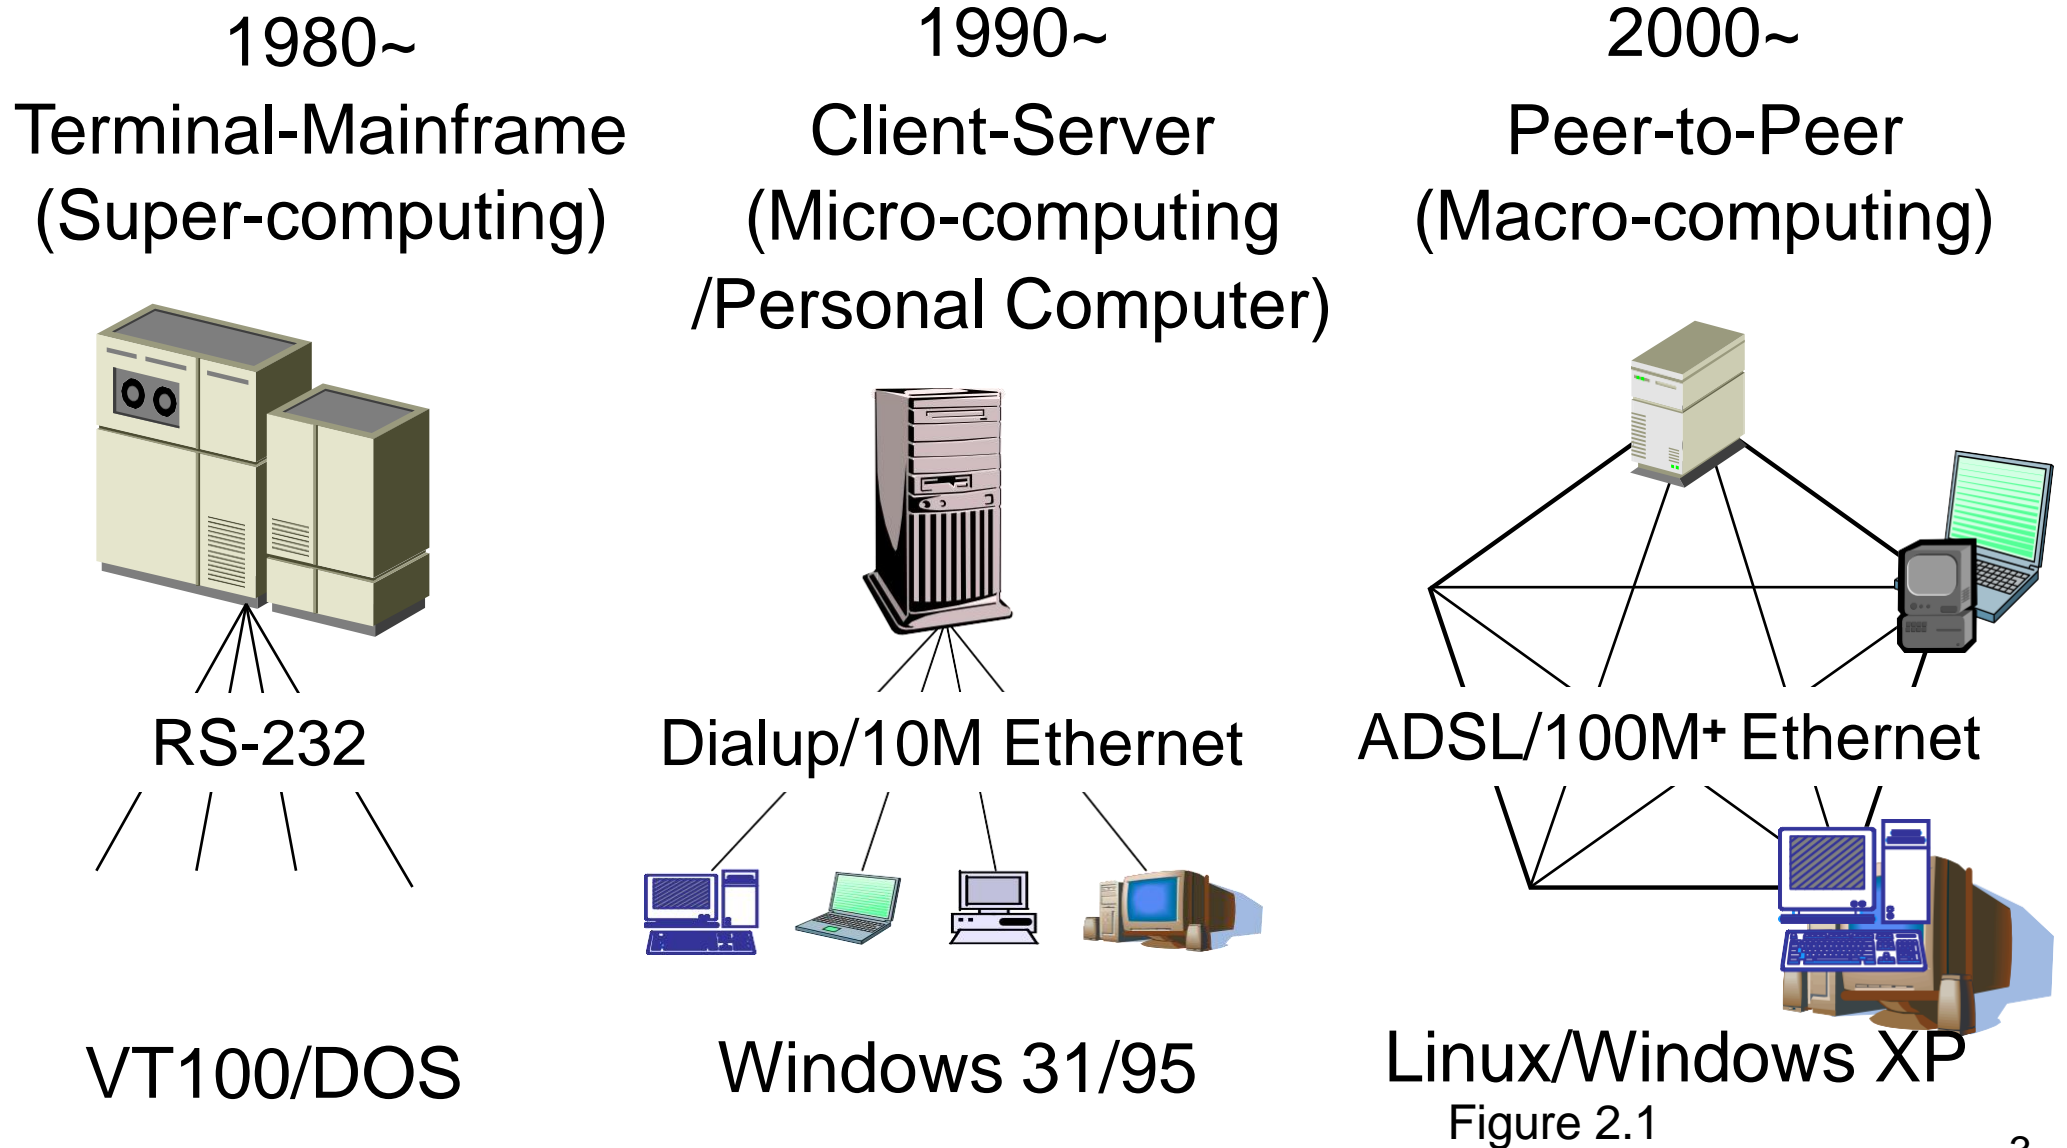 1980~
Terminal-Mainframe
(Super-computing)
RS-232
VT100/DOS
1990~
Client-Server
(Micro-computing
/Personal Computer)
Dialup/10M Ethernet
Windows 31/95
2000~
Peer-to-Peer
(Macro-computing)
ADSL/100M+ Ethernet
Linux/Windows XP
Figure 2.1